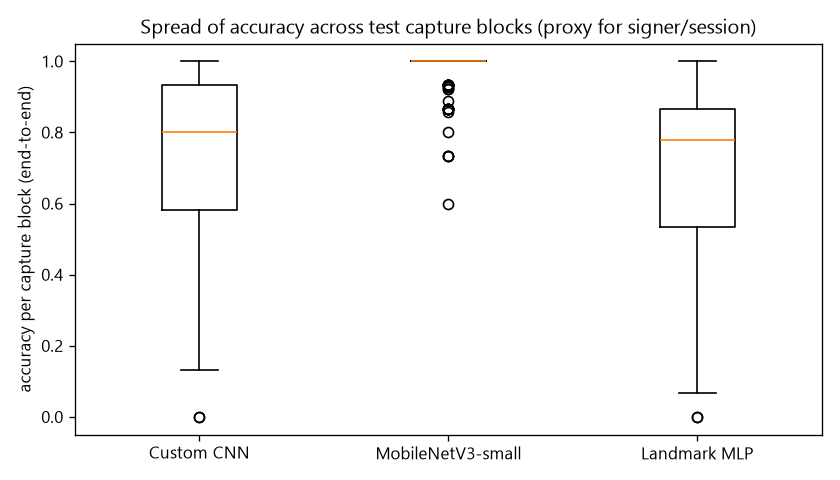 Spread of accuracy across test capture blocks (proxy for signer/session)
accuracy per capture block (end-to-end)
1.0
0.8
0.6
0.4
0.2
0.0
Custom CNN
MobileNetV3-small
Landmark MLP